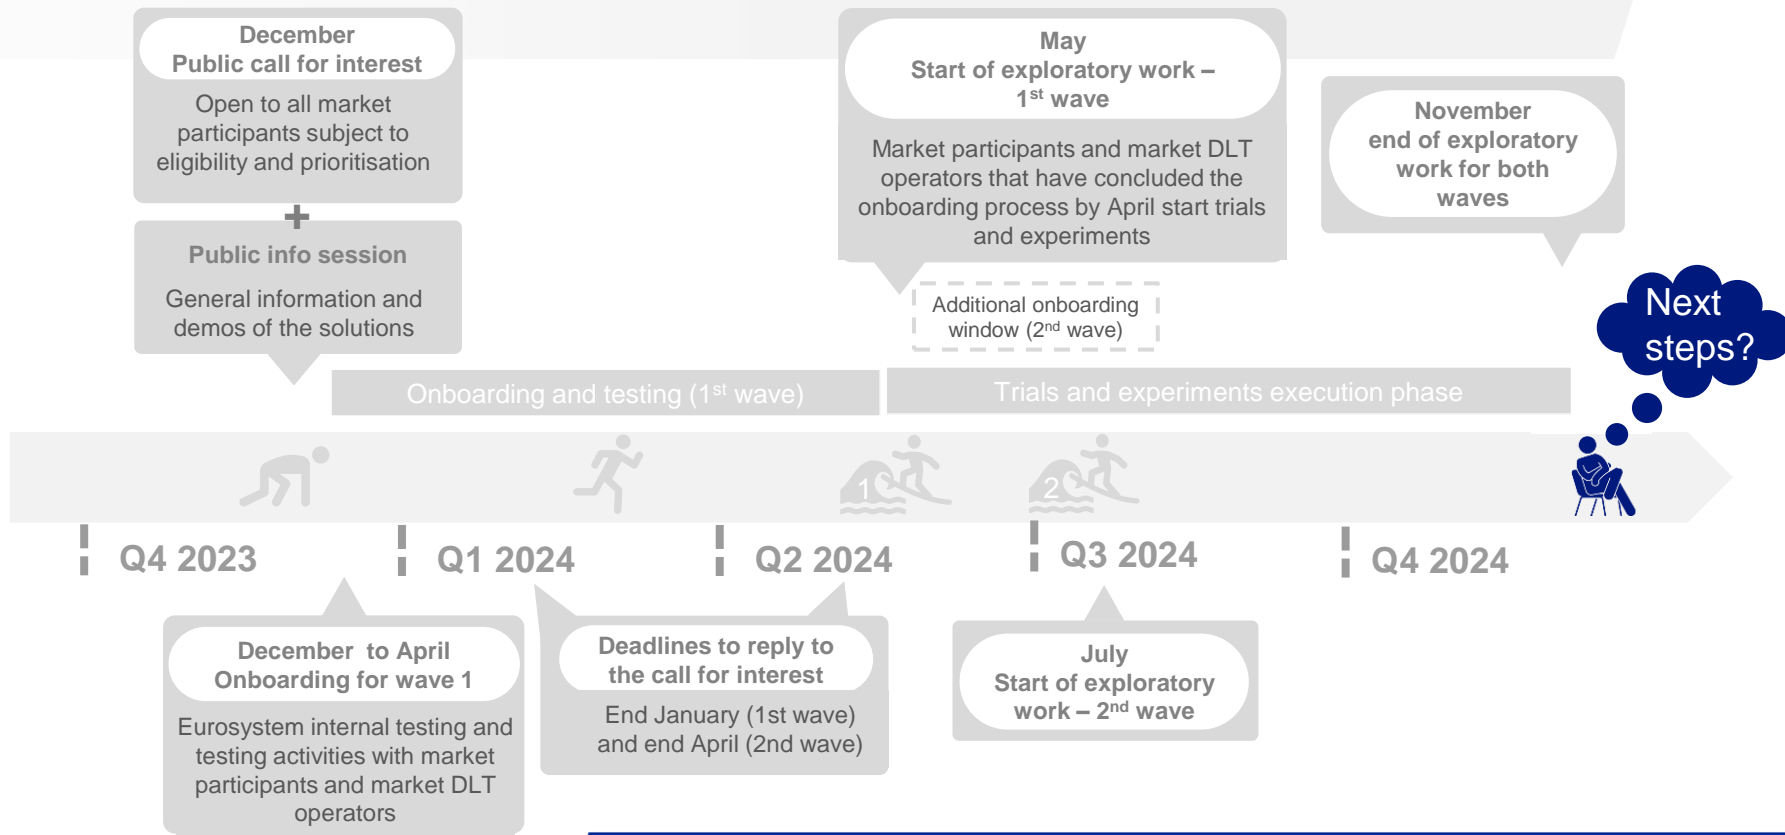 December
Public call for interest
Open to all market
participants subject to
eligibility and prioritisation
+
Public info session
General information and
demos of the solutions
May
Start of exploratory work –
1st wave
Market participants and market DLT
operators that have concluded the
onboarding process by April start trials
and experiments
Additional onboarding
window (2nd wave)
November
end of exploratory
work for both
waves
Next
steps?
Onboarding and testing (1st wave)
Trials and experiments execution phase
1
2
Q4 2023
Q1 2024
Q2 2024
Q3 2024
Q4 2024
December to April
Onboarding for wave 1
Eurosystem internal testing and
testing activities with market
participants and market DLT
operators
Deadlines to reply to
the call for interest
End January (1st wave)
and end April (2nd wave)
July
Start of exploratory
work – 2nd wave